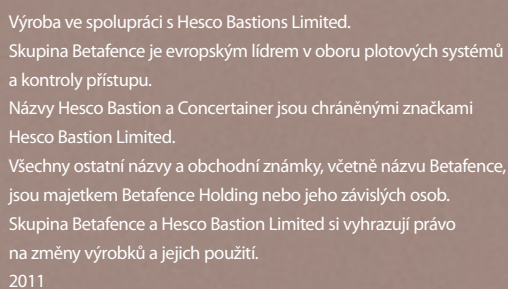 Výroba ve spolupráci s Hesco Bastions Limited.
Skupina Betafence je evropským lídrem v oboru plotových systémů
a kontroly přístupu.
Názvy Hesco Bastion a Concertainer jsou chráněnými značkami
Hesco Bastion Limited.
Všechny ostatní názvy a obchodní známky, včetně názvu Betafence,
jsou majetkem Betafence Holding nebo jeho závislých osob.
Skupina Betafence a Hesco Bastion Limited si vyhrazují právo
na změny výrobků a jejich použití.
2011